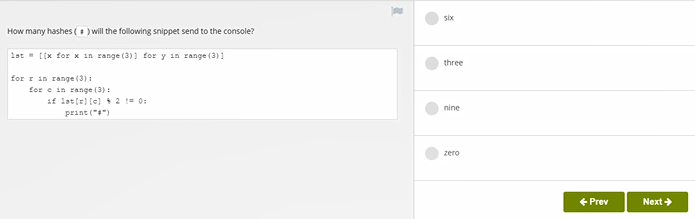 How many hashes ( # ) will the following snippet send to the console?
lst = [[x for x in range(3)] for y in range(3)]
for r in range(3):
    for c in range(3):
        if lst[r][c] % 2 != 0:
            print("#")
six
three
nine
zero
← Prev
Next →